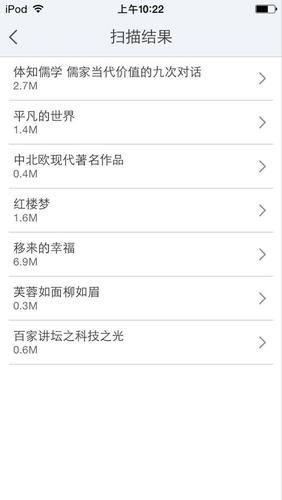 iPod 上午10:22
扫描结果
体知儒学 儒家当代价值的九次对话
2.7M
平凡的世界
1.4M
中北欧现代著名作品
0.4M
红楼梦
1.6M
移来的幸福
6.9M
芙蓉如面柳如眉
0.3M
百家讲坛之科技之光
0.6M